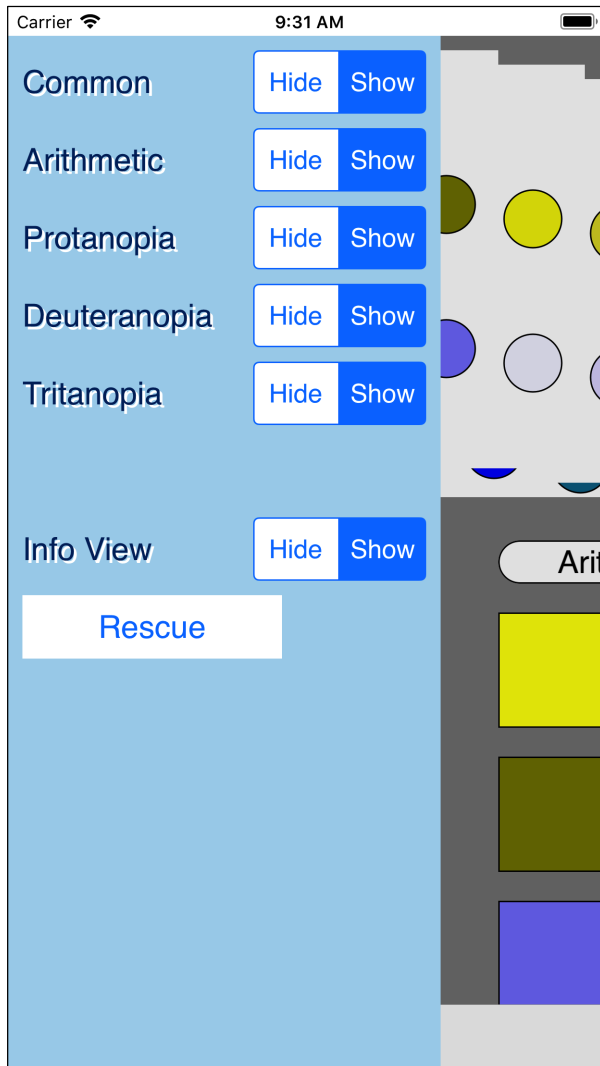 Carrier 9:31 AM
Common Hide Show
Arithmetic Hide Show
Protanopia Hide Show
Deuteranopia Hide Show
Tritanopia Hide Show
Info View Hide Show
Arit
Rescue